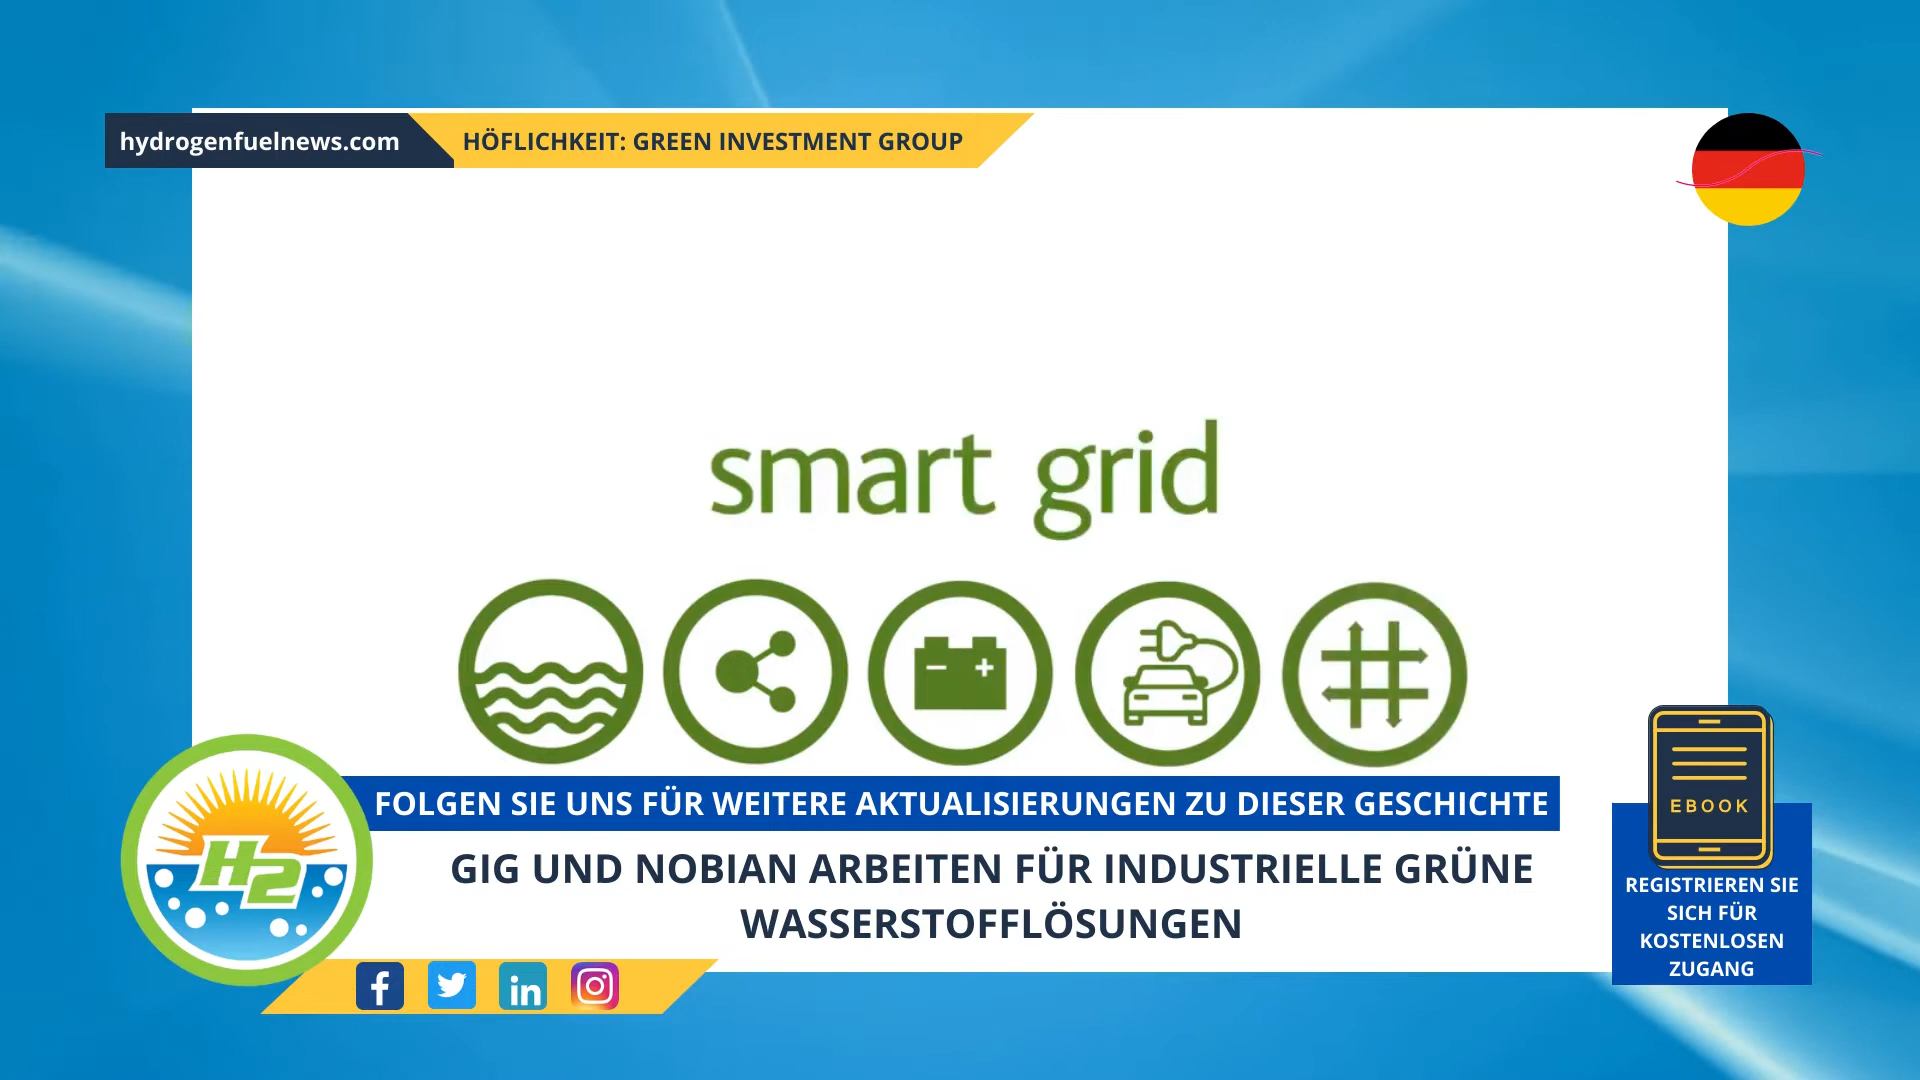 hydrogenfuelnews.com
HÖFLICHKEIT: GREEN INVESTMENT GROUP
smart grid
FOLGEN SIE UNS FÜR WEITERE AKTUALISIERUNGEN ZU DIESER GESCHICHTE
GIG UND NOBIAN ARBEITEN FÜR INDUSTRIELLE GRÜNE
WASSERSTOFFLÖSUNGEN
H2
EBOOK
REGISTRIEREN SIE
SICH FÜR
KOSTENLOSEN
ZUGANG